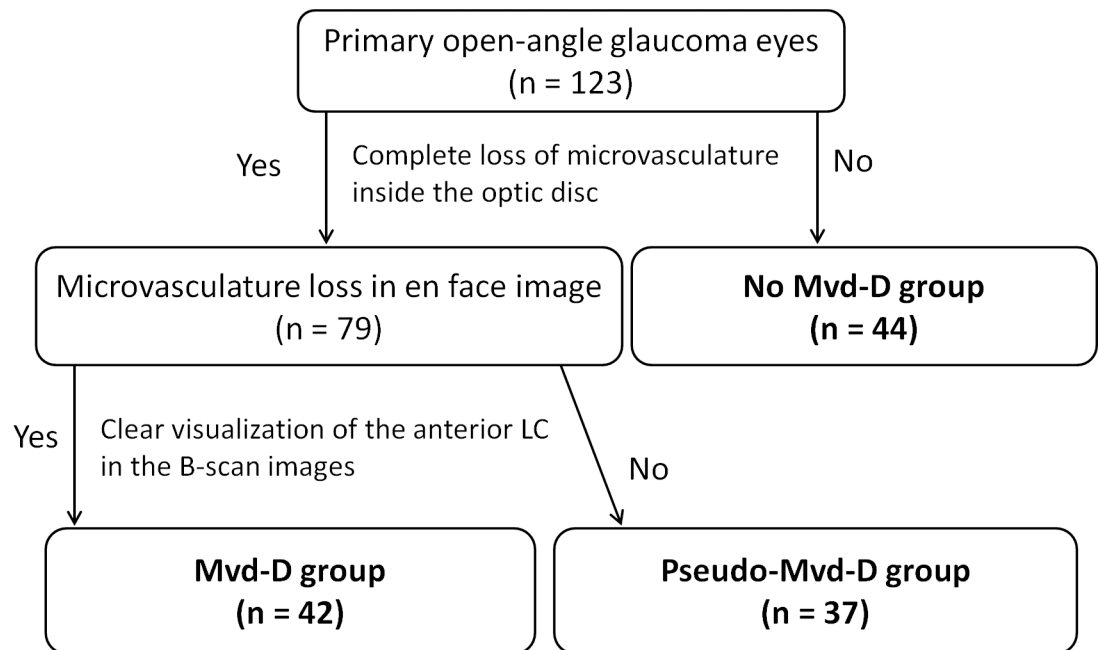 Primary open-angle glaucoma eyes
(n = 123)
Yes
Complete loss of microvasculature
inside the optic disc
No
Microvasculature loss in en face image
(n = 79)
No Mvd-D group
(n = 44)
Yes
Clear visualization of the anterior LC
in the B-scan images
No
Mvd-D group
(n = 42)
Pseudo-Mvd-D group
(n = 37)